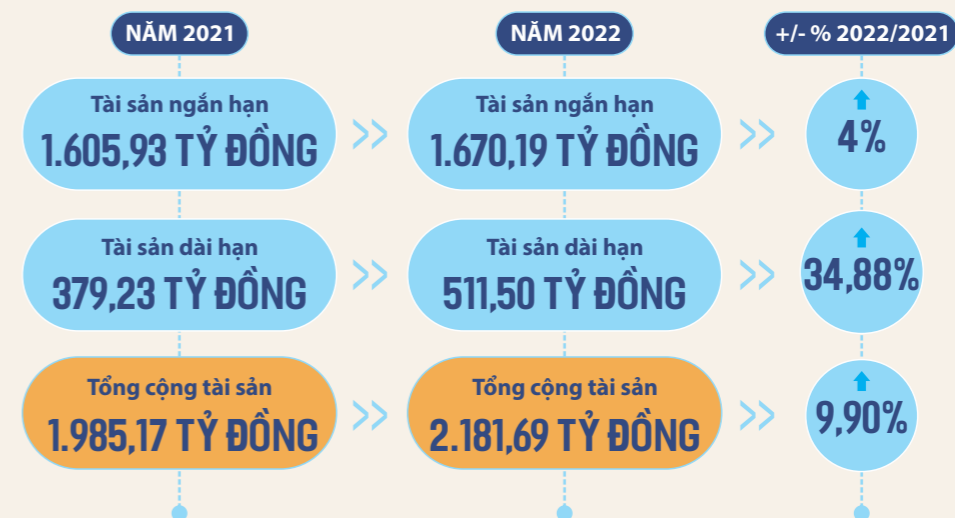 NĂM 2021
NĂM 2022
+/- % 2022/2021
Tài sản ngắn hạn
1.605,93 TỶ ĐỒNG
Tài sản ngắn hạn
1.670,19 TỶ ĐỒNG
4%
Tài sản dài hạn
379,23 TỶ ĐỒNG
Tài sản dài hạn
511,50 TỶ ĐỒNG
34,88%
Tổng cộng tài sản
1.985,17 TỶ ĐỒNG
Tổng cộng tài sản
2.181,69 TỶ ĐỒNG
9,90%